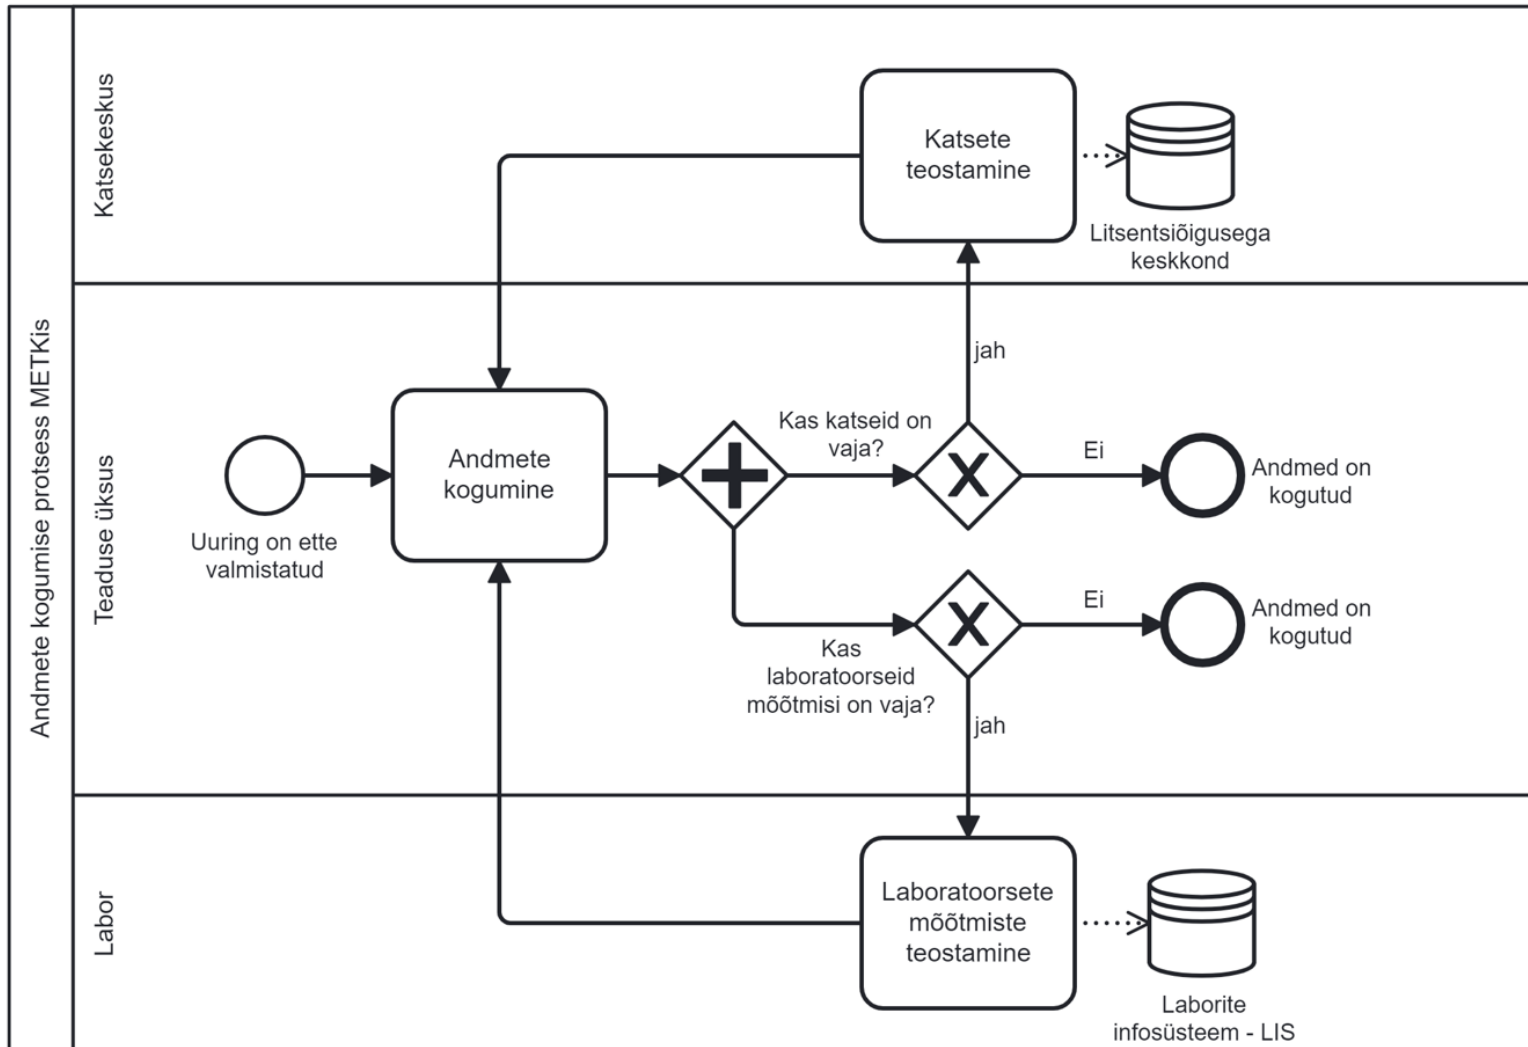 Andmete kogumise protsess METKis
Katsekeskus
Katsete
teostamine
Litsentsiõigusega
keskkond
Teaduse üksus
Uuring on ette
valmistatud
Andmete
kogumine
Kas katseid on
vaja?
jah
Ei
Andmed on
kogutud
Kas
laboratoorseid
mõõtmisi on vaja?
Ei
Andmed on
kogutud
jah
Labor
Laboratoorsete
mõõtmiste
teostamine
Laborite
infosüsteem - LIS